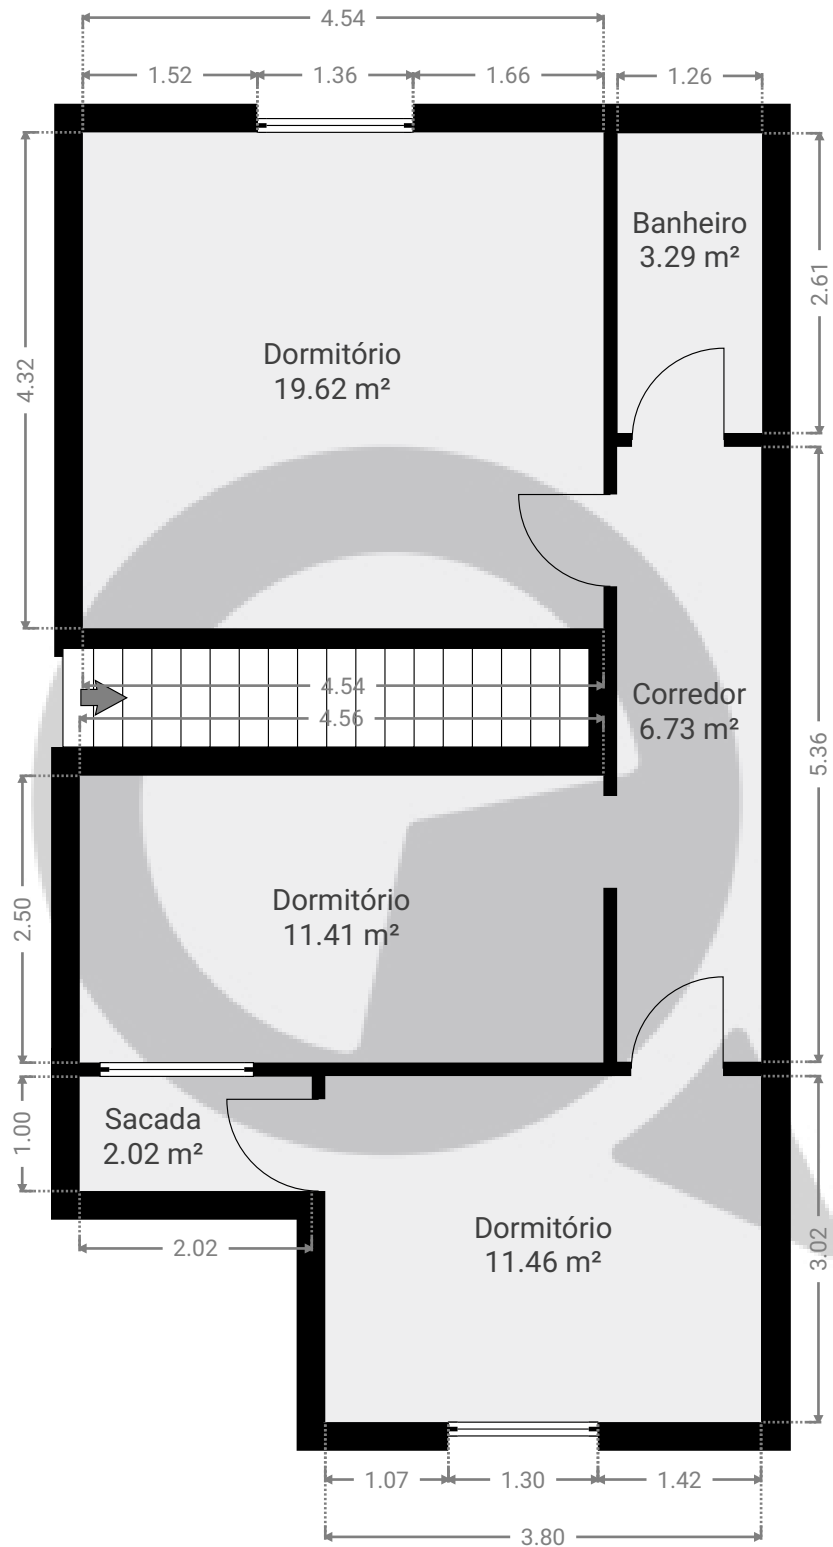 4.54
1.52
1.36
1.66
1.26
Banheiro
3.29 m²
2.61
Dormitório
19.62 m²
4.32
4.54
4.56
Corredor
6.73 m²
5.36
Dormitório
11.41 m²
2.50
Sacada
2.02 m²
1.00
2.02
Dormitório
11.46 m²
3.02
1.07
1.30
1.42
3.80